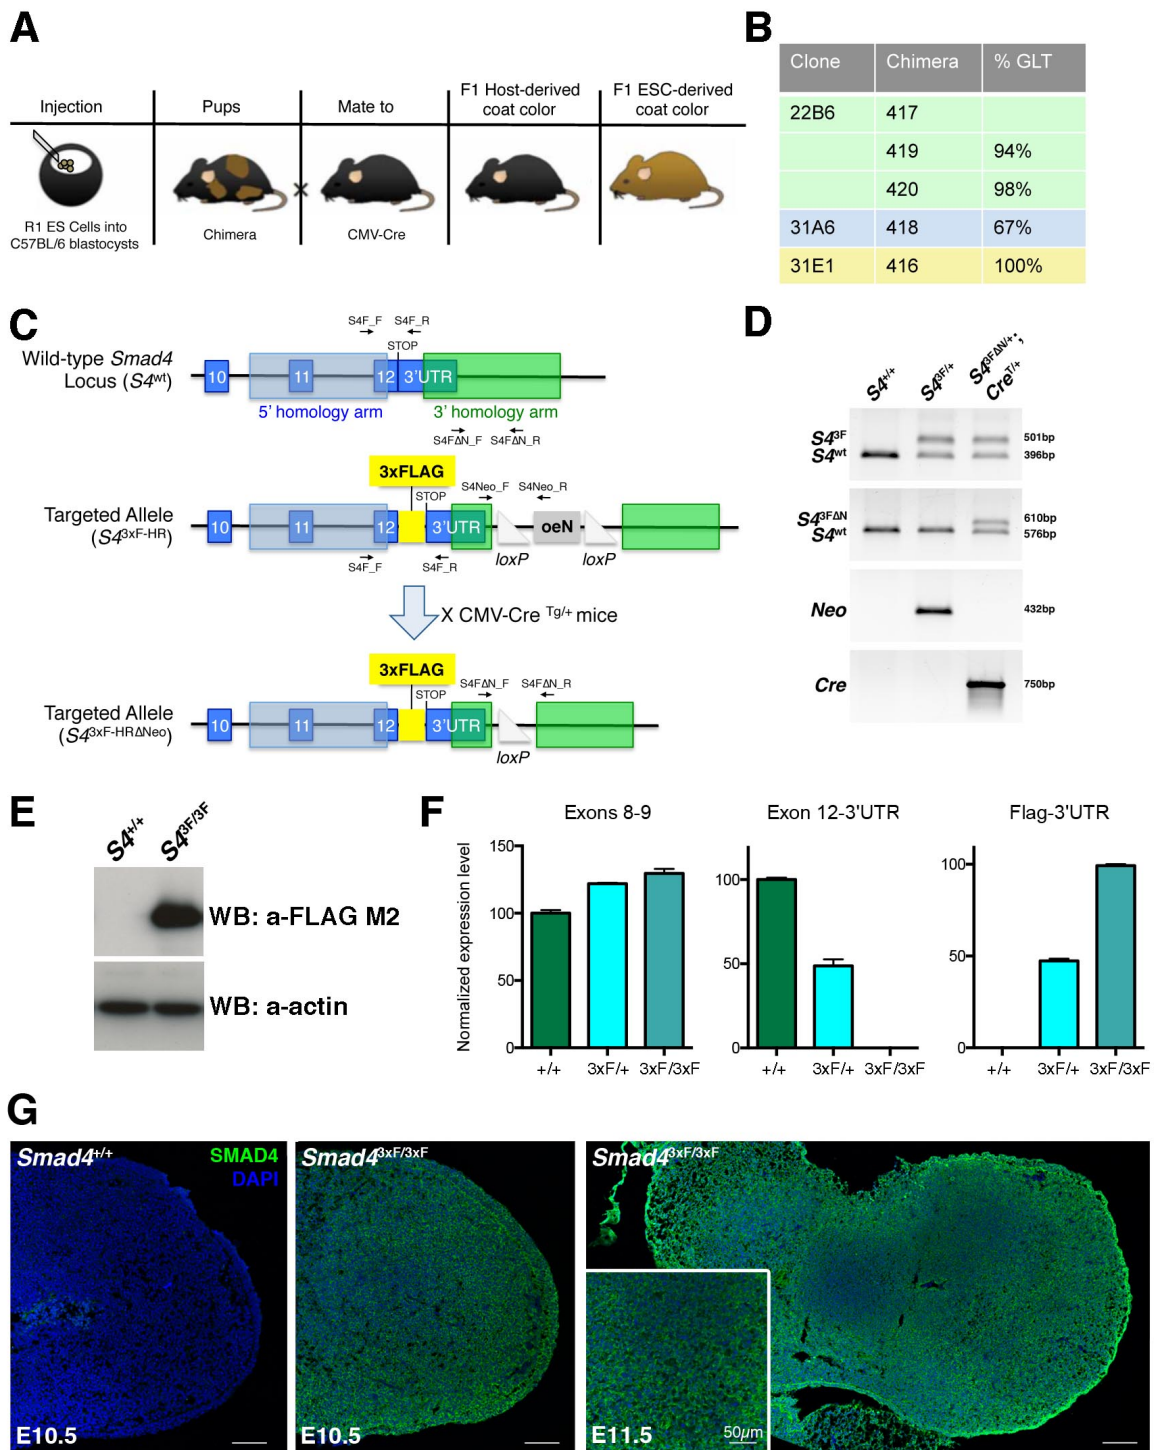 A
Injection
Pups
Mate to
F1 Host-derived
coat color
F1 ESC-derived
coat color
×
R1 ES Cells into
C57BL/6 blastocysts
Chimera
CMV-Cre
B
Clone Chimera % GLT
22B6 417
419 94%
420 98%
31A6 418 67%
31E1 416 100%
C
S4F_F S4F_R
STOP
Wild-type Smad4
Locus (S4wt)
10 11 12 3'UTR
5' homology arm 3' homology arm
S4FΔN_F S4FΔN_R
3xFLAG
STOP
S4Neo_F S4Neo_R
Targeted Allele
(S43xF-HR)
10 11 12 3'UTR oeN
loxP loxP
S4F_F S4F_R
X CMV-Cre Tg/+ mice
3xFLAG
STOP
S4FΔN_F S4FΔN_R
Targeted Allele
(S43xF-HRΔNeo)
10 11 12 3'UTR
loxP
D
S4+/+
S43F/+
S43FΔN/+;
CreT/+
S43F 501bp
S4wt 396bp
S43FΔN 610bp
S4wt 576bp
Neo 432bp
Cre 750bp
E
S4+/+
S43F/3F
WB: a-FLAG M2
WB: a-actin
F
Exons 8-9
Normalized expression level
150
100
50
0
+/+ 3xF/+ 3xF/3xF
Exon 12-3'UTR
100
50
0
+/+ 3xF/+ 3xF/3xF
Flag-3'UTR
100
50
0
+/+ 3xF/+ 3xF/3xF
G
Smad4+/+
SMAD4
DAPI
E10.5
Smad43xF/3xF
E10.5
Smad43xF/3xF
E11.5
50µm